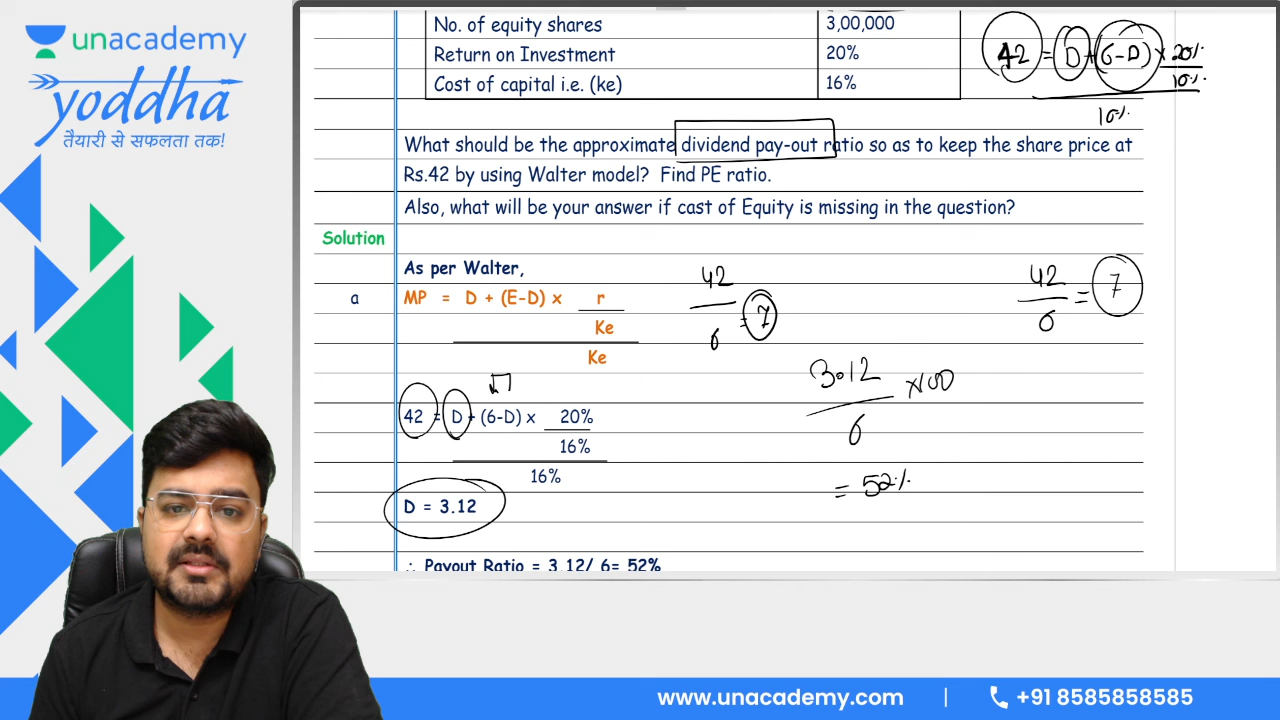 unacademy
yoddha
तैयारी से सफलता तक!
No. of equity shares 3,00,000
Return on Investment 20%
Cost of capital i.e. (ke) 16%
42 = D + (6-D) × 20%
10%
10%
What should be the approximate dividend pay-out ratio so as to keep the share price at
Rs.42 by using Walter model? Find PE ratio.
Also, what will be your answer if cast of Equity is missing in the question?
Solution
As per Walter,
a MP = D + (E-D) x r
Ke
Ke
42
6
= 7
42
6
= 7
42 = D + (6-D) x 20%
16%
16%
3.12 × 100
6
= 52%
D = 3.12
∴ Payout Ratio = 3.12/ 6= 52%
www.unacademy.com | +91 8585858585